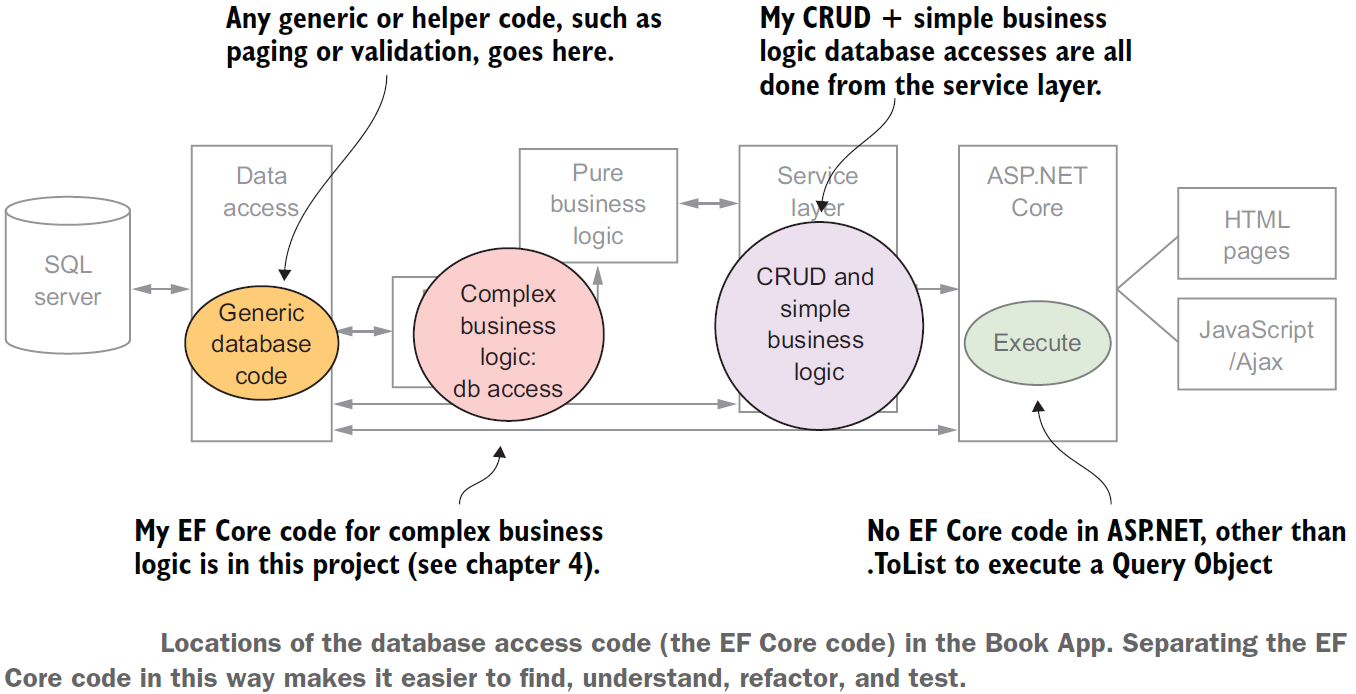 Any generic or helper code, such as
paging or validation, goes here.
My CRUD + simple business
logic database accesses are all
done from the service layer.
SQL
server
Data
access
Generic
database
code
Pure
business
logic
Complex
business
logic:
db access
Service
layer
CRUD and
simple
business
logic
ASP.NET
Core
Execute
HTML
pages
JavaScript
/Ajax
My EF Core code for complex business
logic is in this project (see chapter 4).
No EF Core code in ASP.NET, other than
.ToList to execute a Query Object
Locations of the database access code (the EF Core code) in the Book App. Separating the EF
Core code in this way makes it easier to find, understand, refactor, and test.